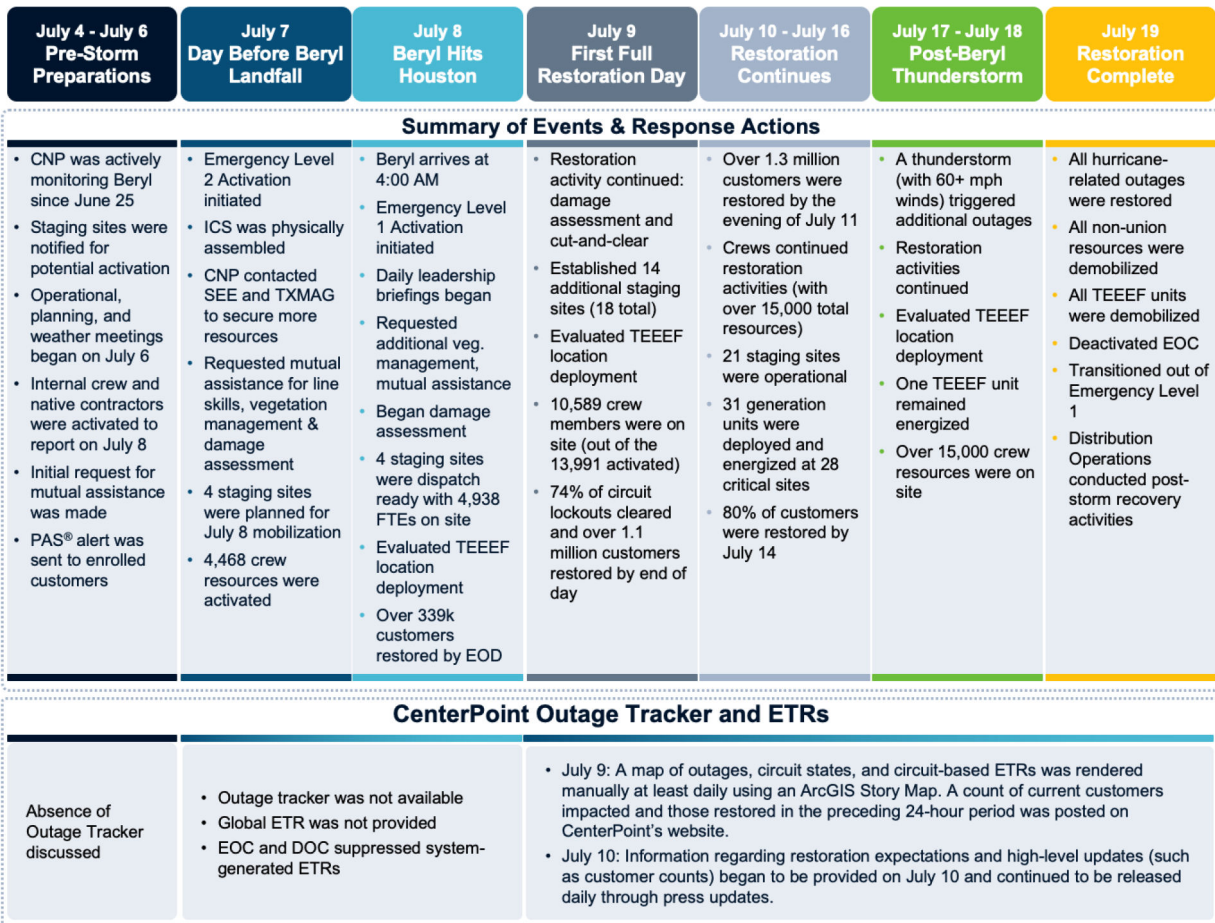 July 4 - July 6
Pre-Storm
Preparations
July 7
Day Before Beryl
Landfall
July 8
Beryl Hits
Houston
July 9
First Full
Restoration Day
July 10 - July 16
Restoration
Continues
July 17 - July 18
Post-Beryl
Thunderstorm
July 19
Restoration
Complete
Summary of Events & Response Actions
• CNP was actively
monitoring Beryl
since June 25
• Staging sites were
notified for
potential activation
• Operational,
planning, and
weather meetings
began on July 6
• Internal crew and
native contractors
were activated to
report on July 8
• Initial request for
mutual assistance
was made
• PAS® alert was
sent to enrolled
customers
• Emergency Level
2 Activation
initiated
• ICS was physically
assembled
• CNP contacted
SEE and TXMAG
to secure more
resources
• Requested mutual
assistance for line
skills, vegetation
management &
damage
assessment
• 4 staging sites
were planned for
July 8 mobilization
• 4,468 crew
resources were
activated
• Beryl arrives at
4:00 AM
• Emergency Level
1 Activation
initiated
• Daily leadership
briefings began
• Requested
additional veg.
management,
mutual assistance
• Began damage
assessment
• 4 staging sites
were dispatch
ready with 4,938
FTEs on site
• Evaluated TEEEF
location
deployment
• Over 339k
customers
restored by EOD
• Restoration
activity continued:
damage
assessment and
cut-and-clear
• Established 14
additional staging
sites (18 total)
• Evaluated TEEEF
location
deployment
• 10,589 crew
members were on
site (out of the
13,991 activated)
• 74% of circuit
lockouts cleared
and over 1.1
million customers
restored by end of
day
• Over 1.3 million
customers were
restored by the
evening of July 11
• Crews continued
restoration
activities (with
over 15,000 total
resources)
• 21 staging sites
were operational
• 31 generation
units were
deployed and
energized at 28
critical sites
• 80% of customers
were restored by
July 14
• A thunderstorm
(with 60+ mph
winds) triggered
additional outages
• Restoration
activities
continued
• Evaluated TEEEF
location
deployment
• One TEEEF unit
remained
energized
• Over 15,000 crew
resources were on
site
• All hurricane-
related outages
were restored
• All non-union
resources were
demobilized
• All TEEEF units
were demobilized
• Deactivated EOC
• Transitioned out of
Emergency Level
1
• Distribution
Operations
conducted post-
storm recovery
activities
CenterPoint Outage Tracker and ETRs
Absence of
Outage Tracker
discussed
• Outage tracker was not available
• Global ETR was not provided
• EOC and DOC suppressed system-
generated ETRs
• July 9: A map of outages, circuit states, and circuit-based ETRs was rendered
manually at least daily using an ArcGIS Story Map. A count of current customers
impacted and those restored in the preceding 24-hour period was posted on
CenterPoint's website.
• July 10: Information regarding restoration expectations and high-level updates (such
as customer counts) began to be provided on July 10 and continued to be released
daily through press updates.